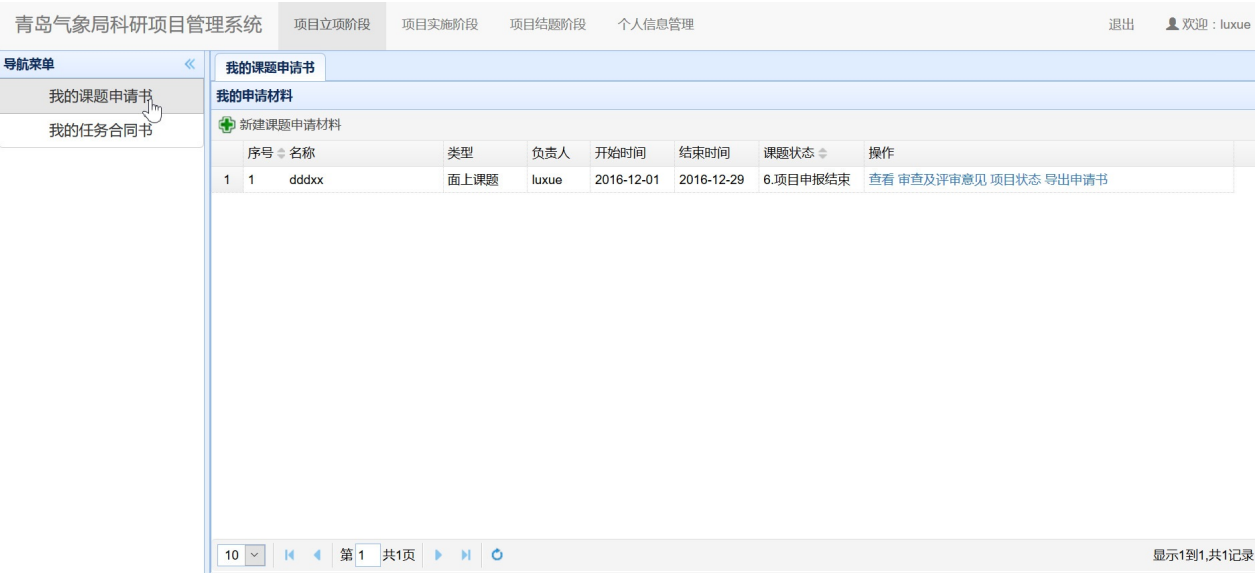 青岛气象局科研项目管理系统 项目立项阶段 项目实施阶段 项目结题阶段 个人信息管理 退出 欢迎：luxue
导航菜单
我的课题申请书
我的任务合同书
我的课题申请书
我的申请材料
新建课题申请材料
序号 名称 类型 负责人 开始时间 结束时间 课题状态 操作
1 1 dddxx 面上课题 luxue 2016-12-01 2016-12-29 6.项目申报结束 查看 审查及评审意见 项目状态 导出申请书
10 第 1 共1页 显示1到1,共1记录